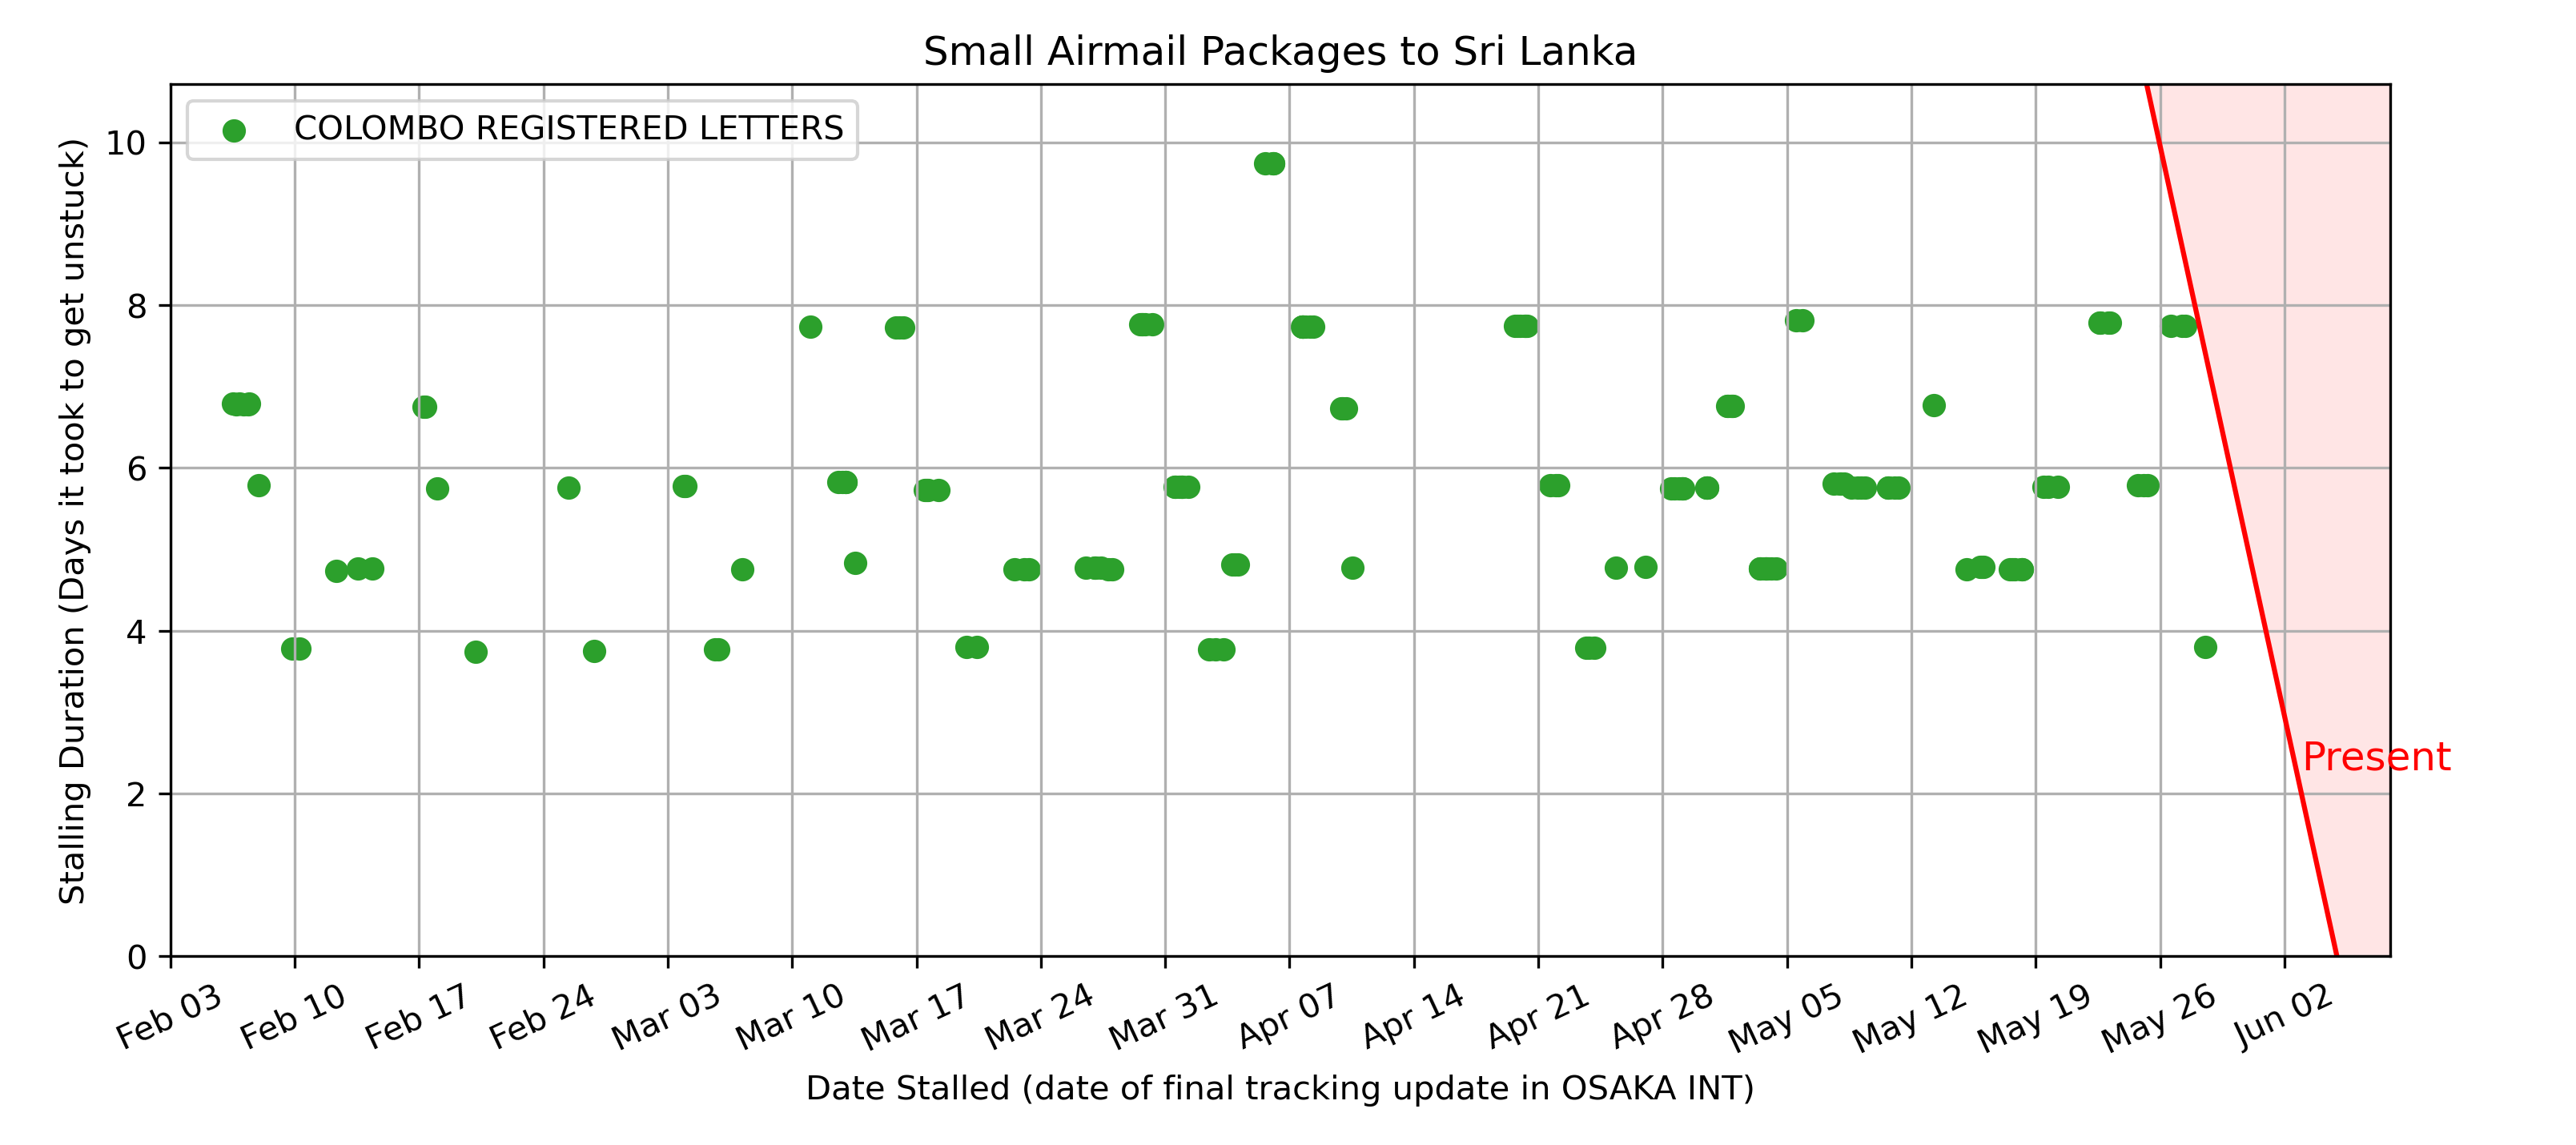 Small Airmail Packages to Sri Lanka
COLOMBO REGISTERED LETTERS
Stalling Duration (Days it took to get unstuck)
10
8
6
4
2
0
Present
Feb 03 Feb 10 Feb 17 Feb 24 Mar 03 Mar 10 Mar 17 Mar 24 Mar 31 Apr 07 Apr 14 Apr 21 Apr 28 May 05 May 12 May 19 May 26 Jun 02
Date Stalled (date of final tracking update in OSAKA INT)